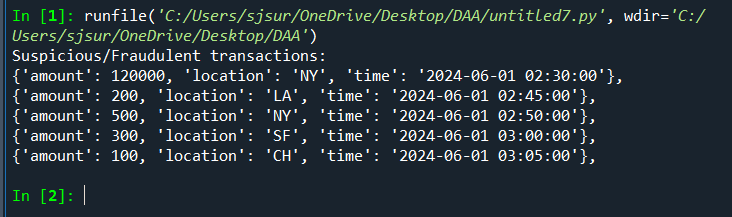 In [1]: runfile('C:/Users/sjsur/OneDrive/Desktop/DAA/untitled7.py', wdir='C:/
Users/sjsur/OneDrive/Desktop/DAA')
Suspicious/Fraudulent transactions:
{'amount': 120000, 'location': 'NY', 'time': '2024-06-01 02:30:00'},
{'amount': 200, 'location': 'LA', 'time': '2024-06-01 02:45:00'},
{'amount': 500, 'location': 'NY', 'time': '2024-06-01 02:50:00'},
{'amount': 300, 'location': 'SF', 'time': '2024-06-01 03:00:00'},
{'amount': 100, 'location': 'CH', 'time': '2024-06-01 03:05:00'},
In [2]: